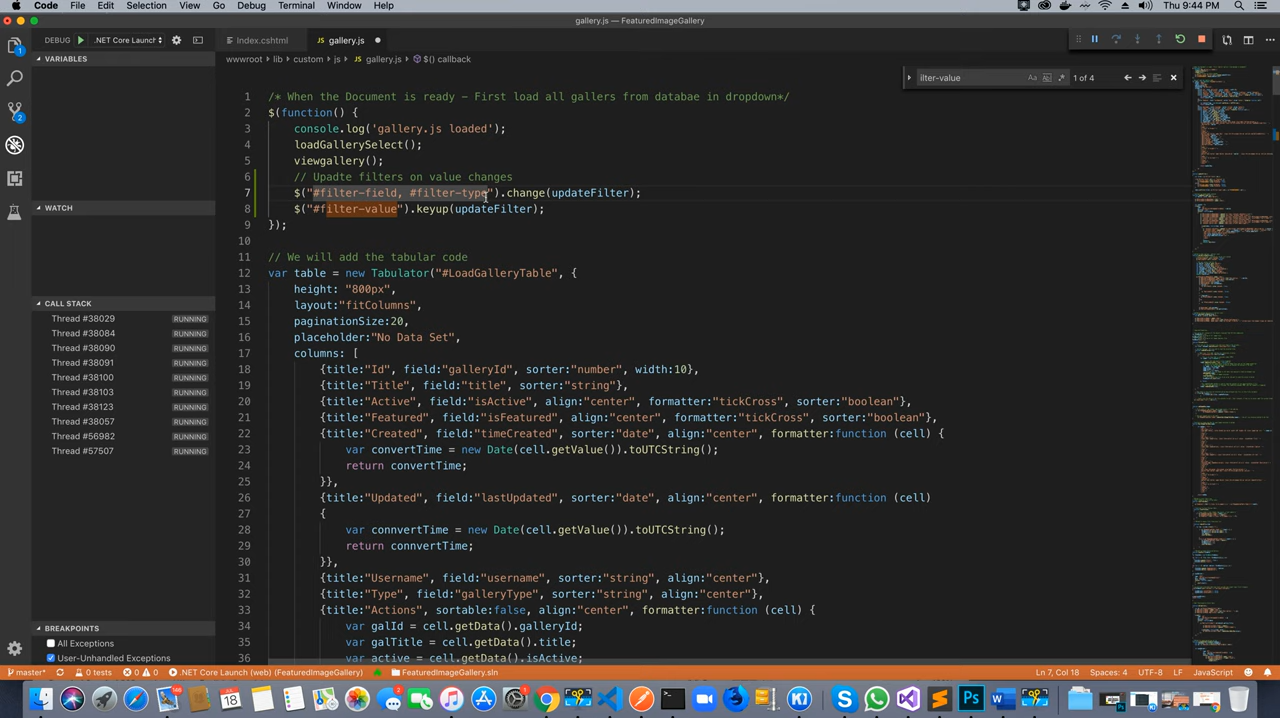 Code File Edit Selection View Go Debug Terminal Window Help
Thu 9:44 PM
gallery.js — FeaturedImageGallery
DEBUG .NET Core Launch
Index.cshtml
gallery.js
wwwroot › lib › custom › js › gallery.js › $() callback
ilter-value
1 of 4
VARIABLES
WATCH
CALL STACK
Thread #38029 RUNNING
Thread #38084 RUNNING
Thread #38090 RUNNING
Thread #38091 RUNNING
Thread #38100 RUNNING
Thread #38103 RUNNING
Thread #38123 RUNNING
Thread #38057 RUNNING
Thread #56982 RUNNING
Thread #57507 RUNNING
BREAKPOINTS
All Exceptions
User-Unhandled Exceptions
1 /* When the Document is ready - First load all gallers from databae in dropdown*/
2 $(function() {
3 console.log('gallery.js loaded');
4 loadGallerySelect();
5 viewgallery();
6 // Upadte filters on value changes
7 $("#filter-field, #filter-type").change(updateFilter);
8 $("#filter-value").keyup(updateFilter);
9 });
10
11 // We will add the tabular code
12 var table = new Tabulator("#LoadGalleryTable", {
13 height: "800px",
14 layout:"fitColumns",
15 paginationSize:20,
16 placeholder:"No Data Set",
17 columns: [
18 {title:"Id", field:"galleryId", sorter:"number", width:10},
19 {title:"Title", field:"title", sorter:"string"},
20 {title:"Active", field:"isActive", align:"center", formatter:"tickCross", sorter:"boolean"},
21 {title:"Featured", field:"gallery
22 {title:"Created", field:"time
23 var convertTime = new Date(cell.getValue()).toUTCString();
24 return convertTime;
25 }},
26 {title:"Updated", field:"lastUpdated", sorter:"date", align:"center", formatter:function (cell)
27 {
28 var connvertTime = new Date(cell.getValue()).toUTCString();
29 return connvertTime;
30 }},
31 {title:"Username", field:"username", sorter:"string", align:"center"},
32 {title:"Type", field:"galleryType", sorter:"string", align:"center"},
33 {title:"Actions", sortable:false, align:"center", formatter:function (cell) {
34 var galId = cell.getData().galleryId;
35 var galTitle = cell.getData().title;
36 var active = cell.getData().isActive;
master* 0 tests 0 0 .NET Core Launch (web) (FeaturedImageGallery) FeaturedImageGallery.sln
Ln 7, Col 18 Spaces: 4 UTF-8 LF JavaScript